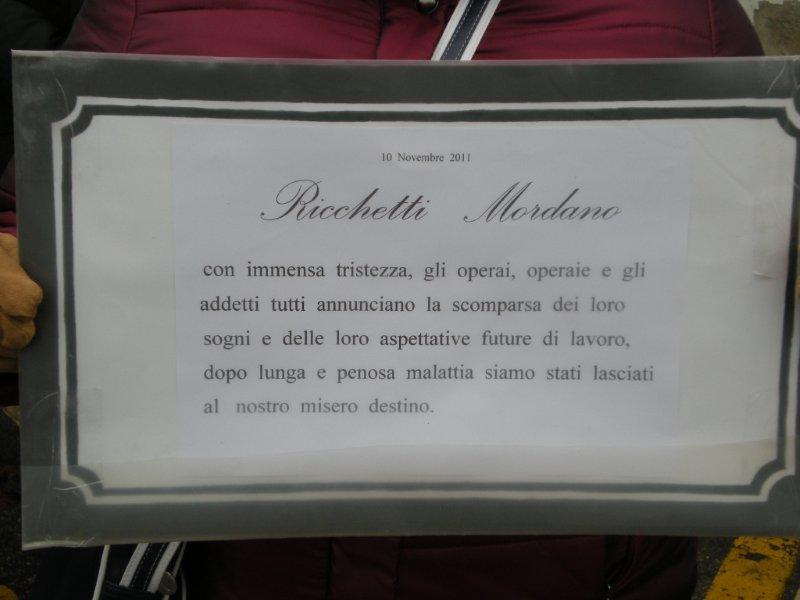 10 Novembre 2011
Ricchetti Mordano
con immensa tristezza, gli operai, operaie e gli
addetti tutti annunciano la scomparsa dei loro
sogni e delle loro aspettative future di lavoro,
dopo lunga e penosa malattia siamo stati lasciati
al nostro misero destino.